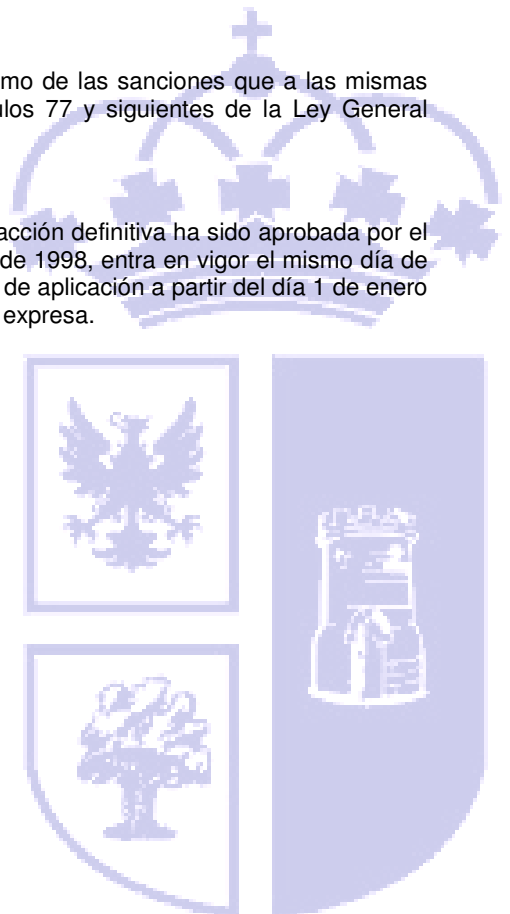 mo de las sanciones que a las mismas
ulos 77 y siguientes de la Ley General
acción definitiva ha sido aprobada por el
de 1998, entra en vigor el mismo día de
de aplicación a partir del día 1 de enero
expresa.